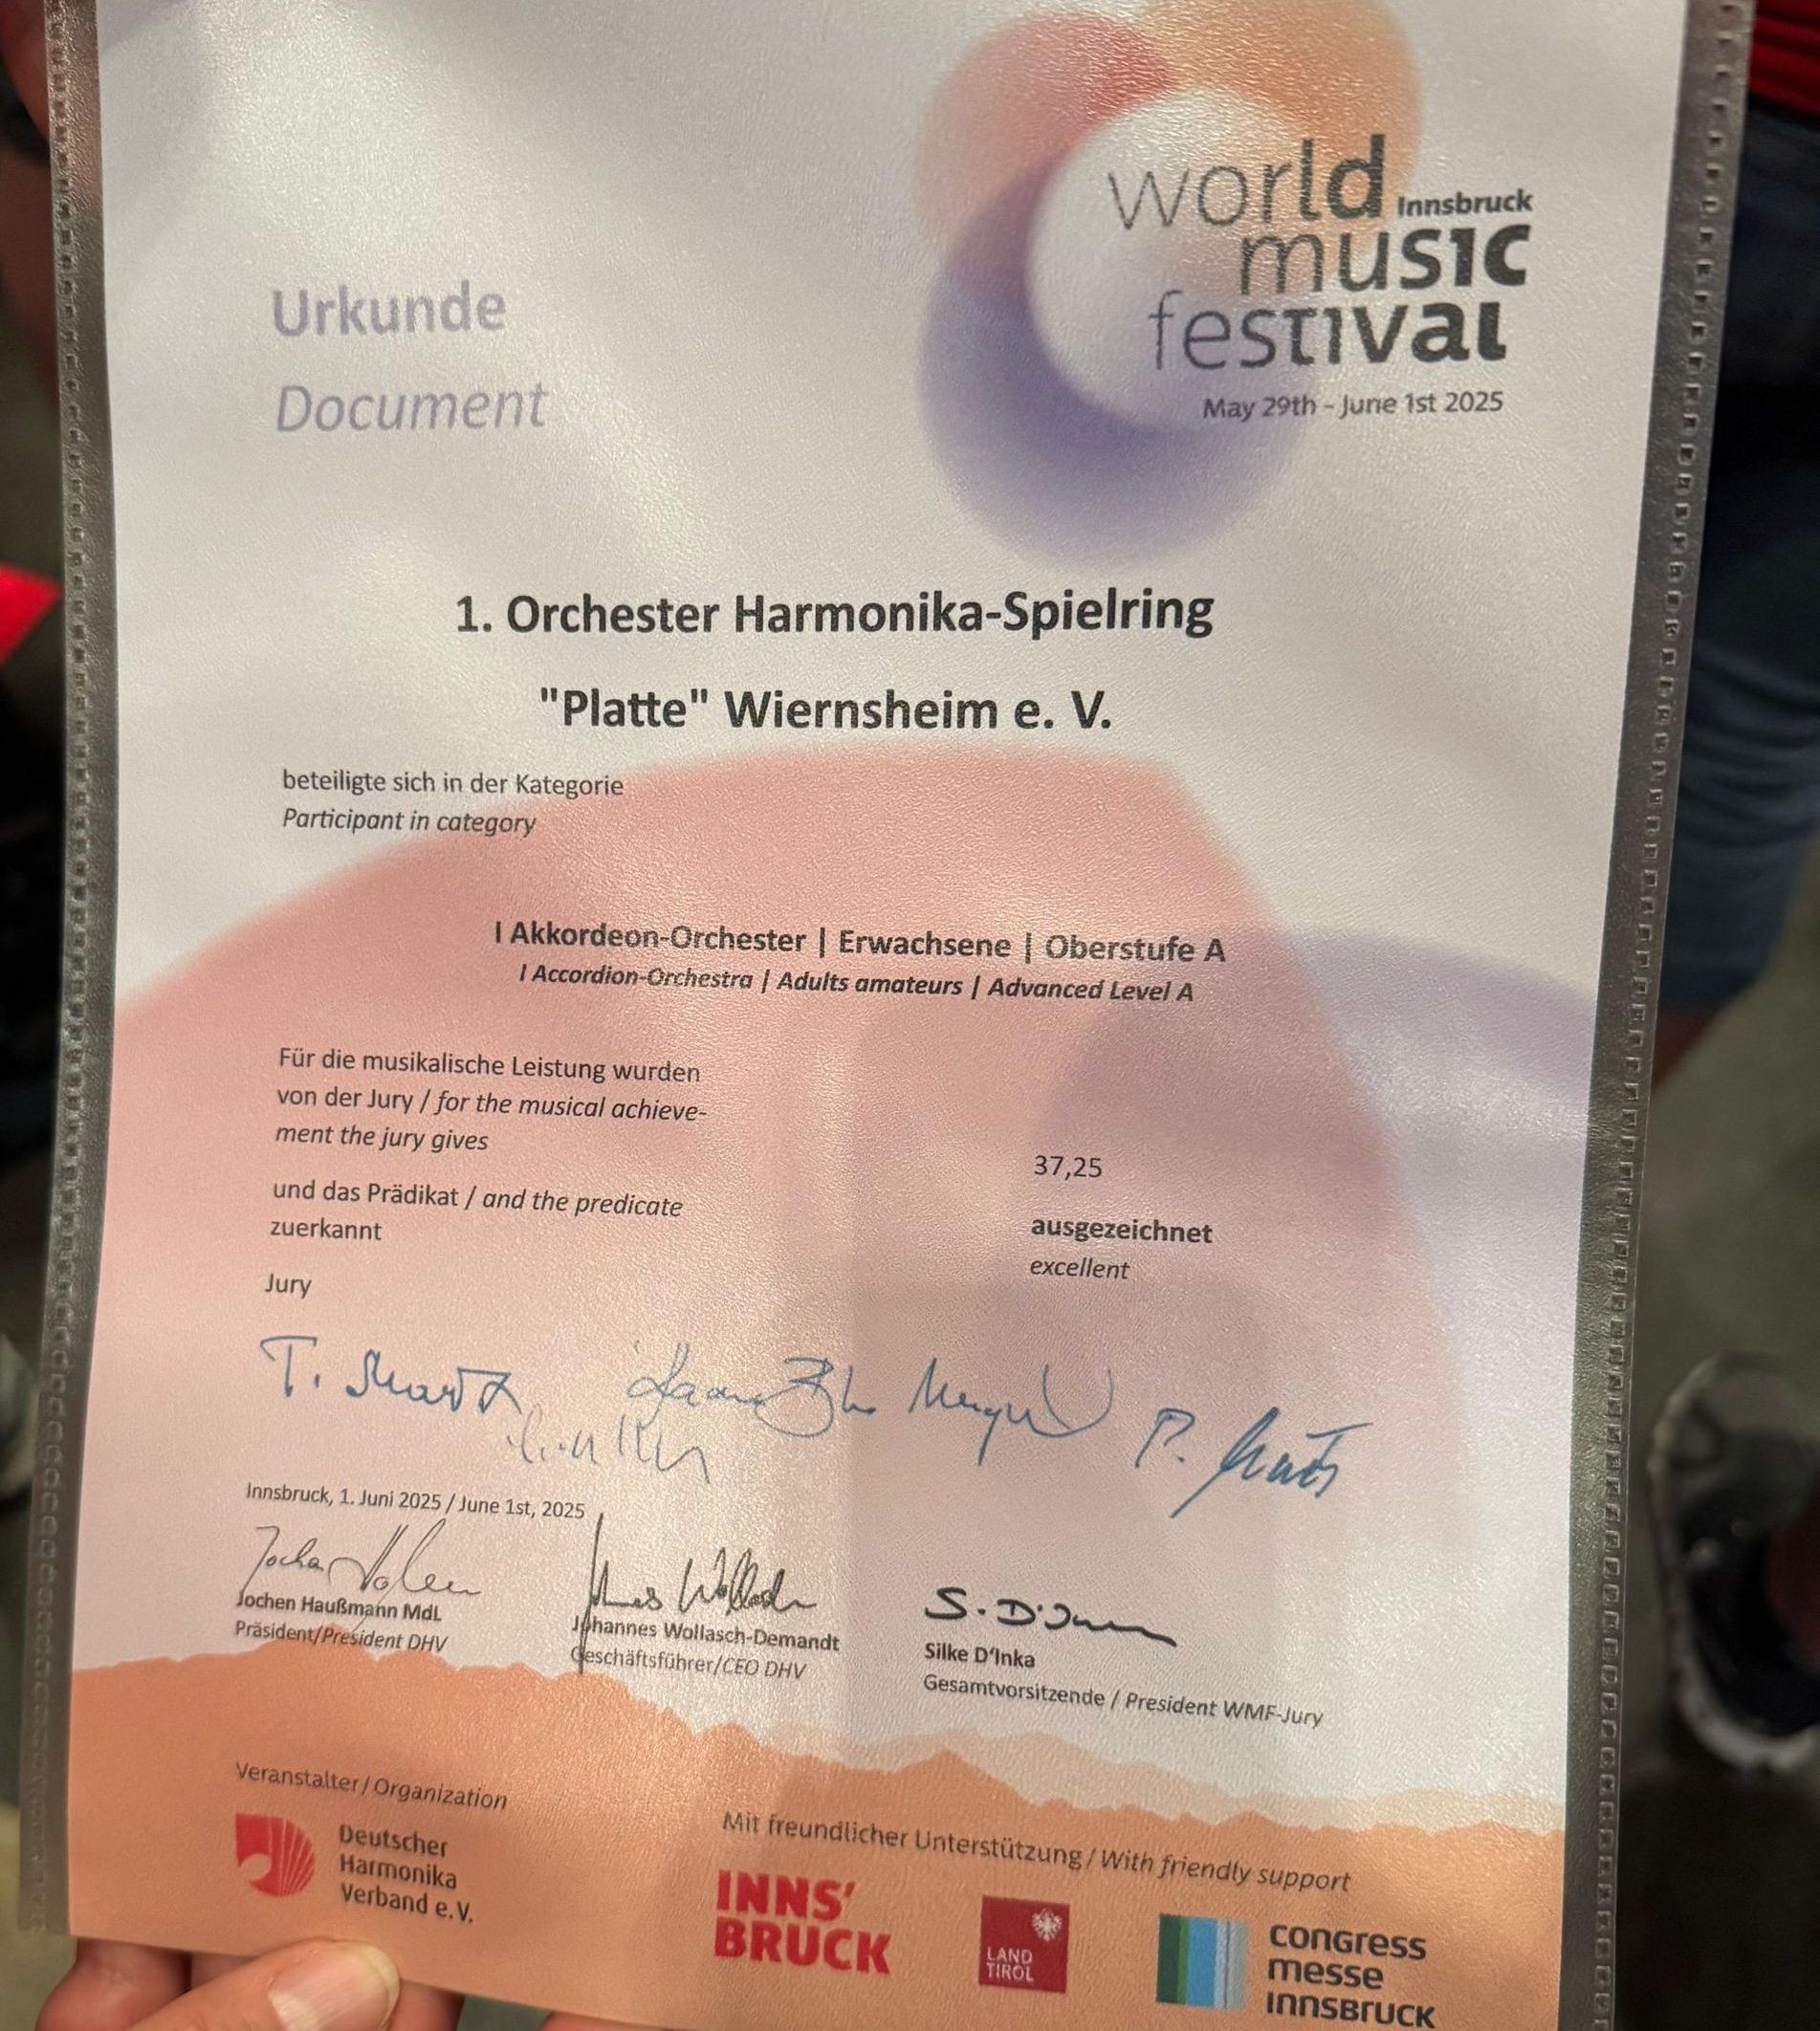 world Innsbruck
music
festival
May 29th - June 1st 2025
Urkunde
Document
1. Orchester Harmonika-Spielring
"Platte" Wiernsheim e. V.
beteiligte sich in der Kategorie
Participant in category
I Akkordeon-Orchester | Erwachsene | Oberstufe A
I Accordion-Orchestra | Adults amateurs | Advanced Level A
Für die musikalische Leistung wurden
von der Jury / for the musical achieve-
ment the jury gives
37,25
und das Prädikat / and the predicate
zuerkannt
ausgezeichnet
excellent
Jury
Innsbruck, 1. Juni 2025 / June 1st, 2025
S. D'In
Jochen Haußmann MdL
Präsident/President DHV
Johannes Wollasch-Demandt
Geschäftsführer/CEO DHV
Silke D'Inka
Gesamtvorsitzende / President WMF-Jury
Veranstalter / Organization
Deutscher
Harmonika
Verband e.V.
Mit freundlicher Unterstützung / With friendly support
INNS'
BRUCK
LAND
TIROL
congress
messe
innsbruck